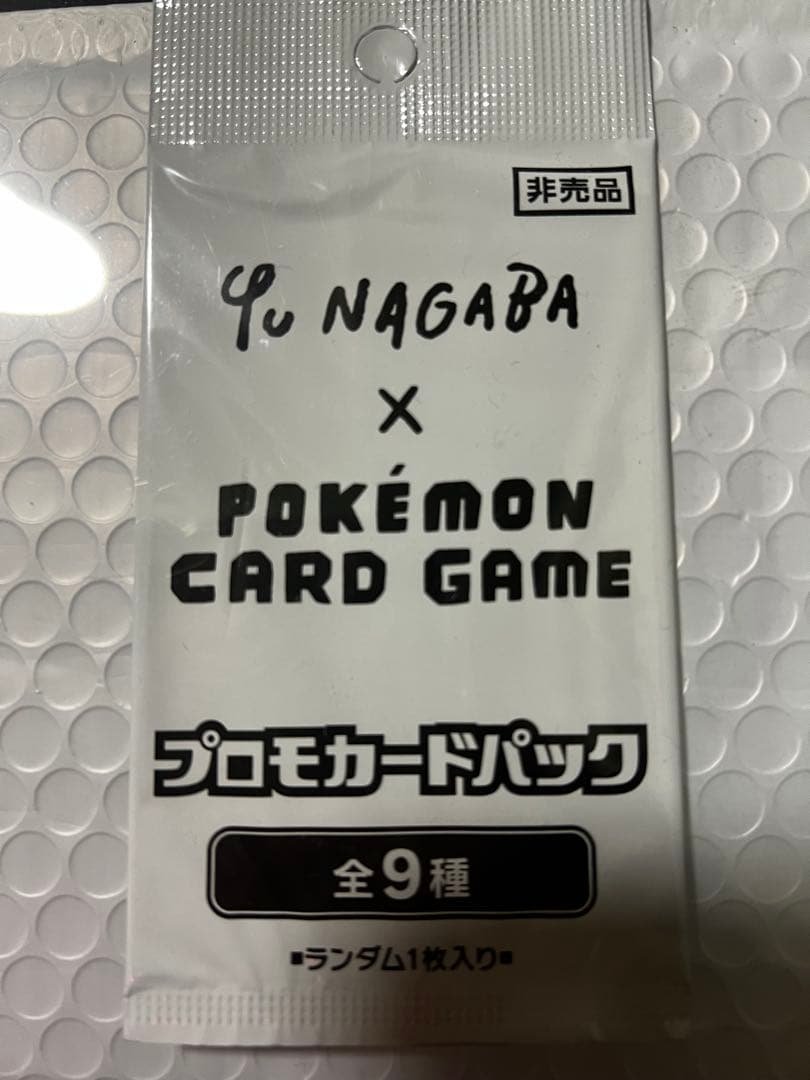 非売品
Yu NAGABA
×
POKÉMON
CARD GAME
プロモカードパック
全9種
■ランダム1枚入り■